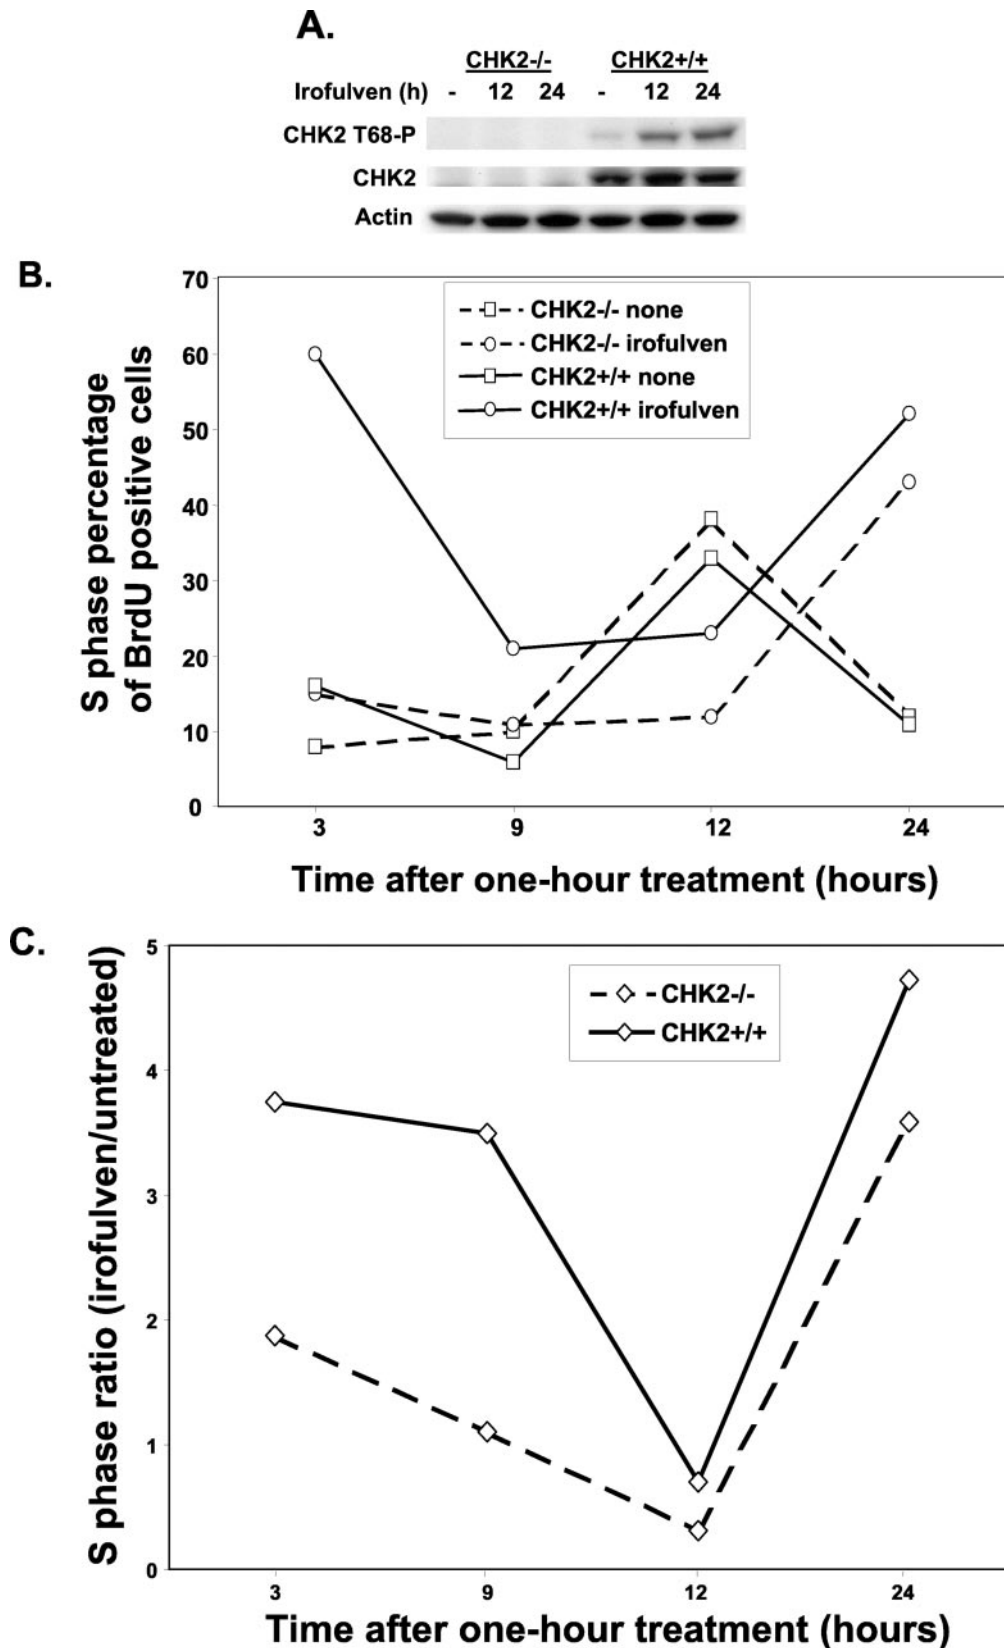 A.
CHK2-/- CHK2+/+
Irofulven (h) - 12 24 - 12 24
CHK2 T68-P
CHK2
Actin
B.
S phase percentage
of BrdU positive cells
70
60
50
40
30
20
10
0
CHK2-/- none
CHK2-/- irofulven
CHK2+/+ none
CHK2+/+ irofulven
3 9 12 24
Time after one-hour treatment (hours)
C.
S phase ratio (irofulven/untreated)
5
4
3
2
1
0
CHK2-/-
CHK2+/+
3 9 12 24
Time after one-hour treatment (hours)